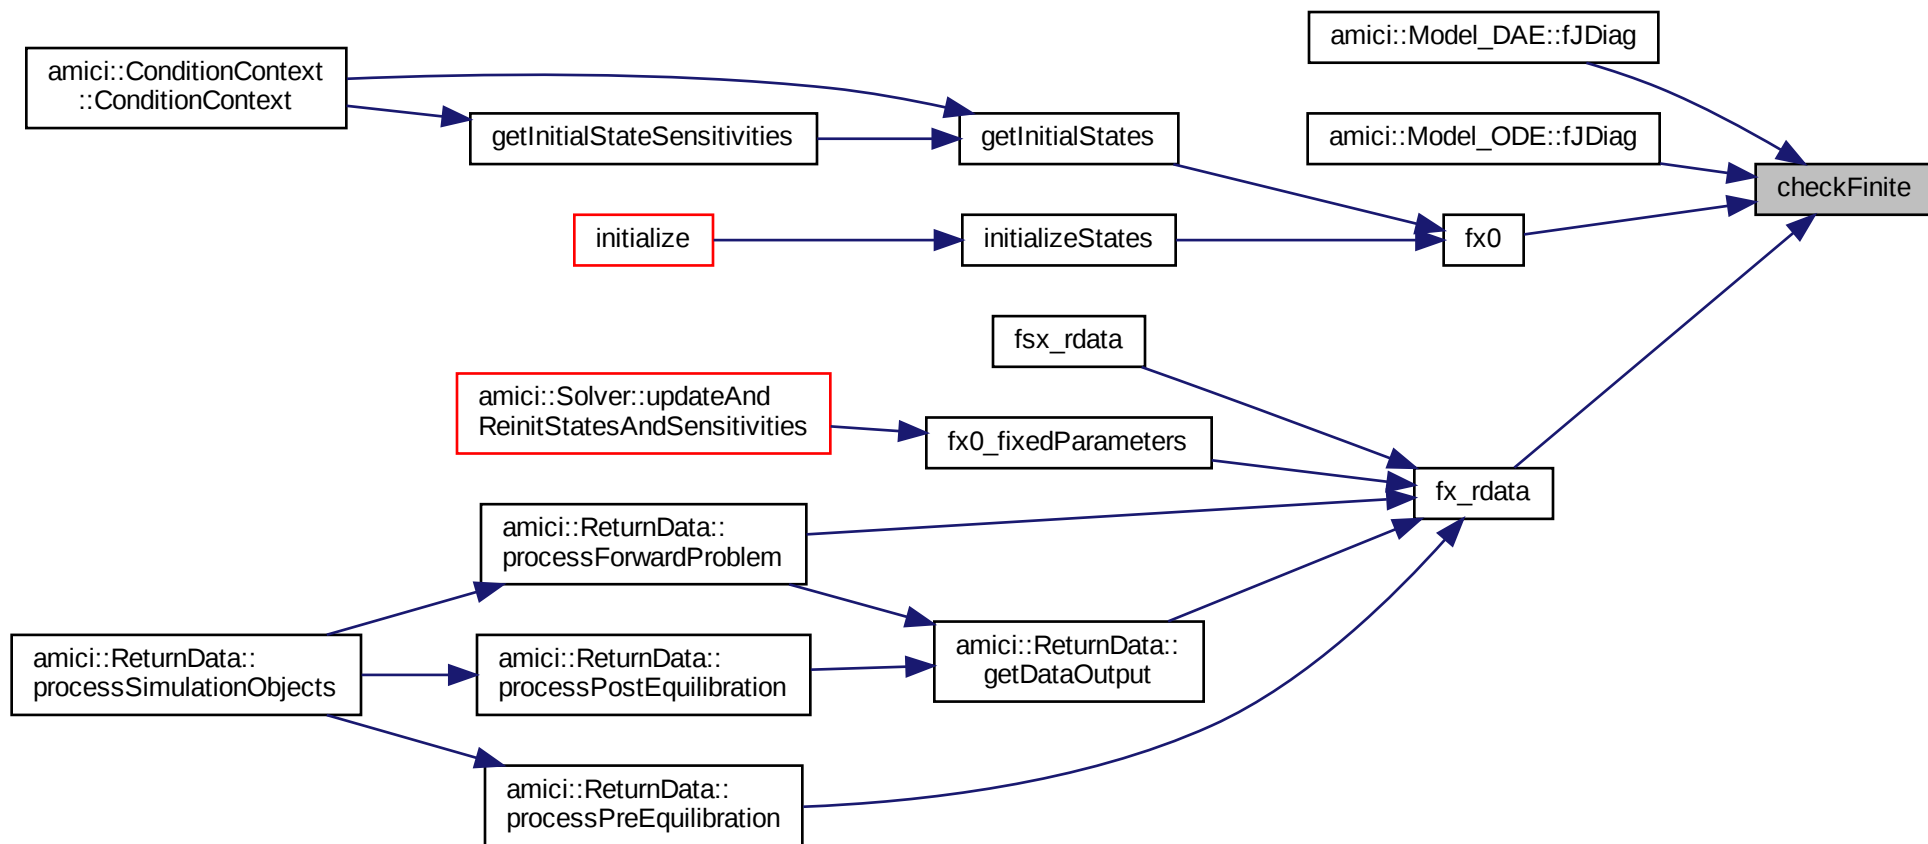 amici::Model_DAE::fJDiag
amici::ConditionContext
::ConditionContext
getInitialStateSensitivities
getInitialStates
amici::Model_ODE::fJDiag
checkFinite
initialize
initializeStates
fx0
fsx_rdata
amici::Solver::updateAnd
ReinitStatesAndSensitivities
fx0_fixedParameters
fx_rdata
amici::ReturnData::
processForwardProblem
amici::ReturnData::
processSimulationObjects
amici::ReturnData::
processPostEquilibration
amici::ReturnData::
getDataOutput
amici::ReturnData::
processPreEquilibration